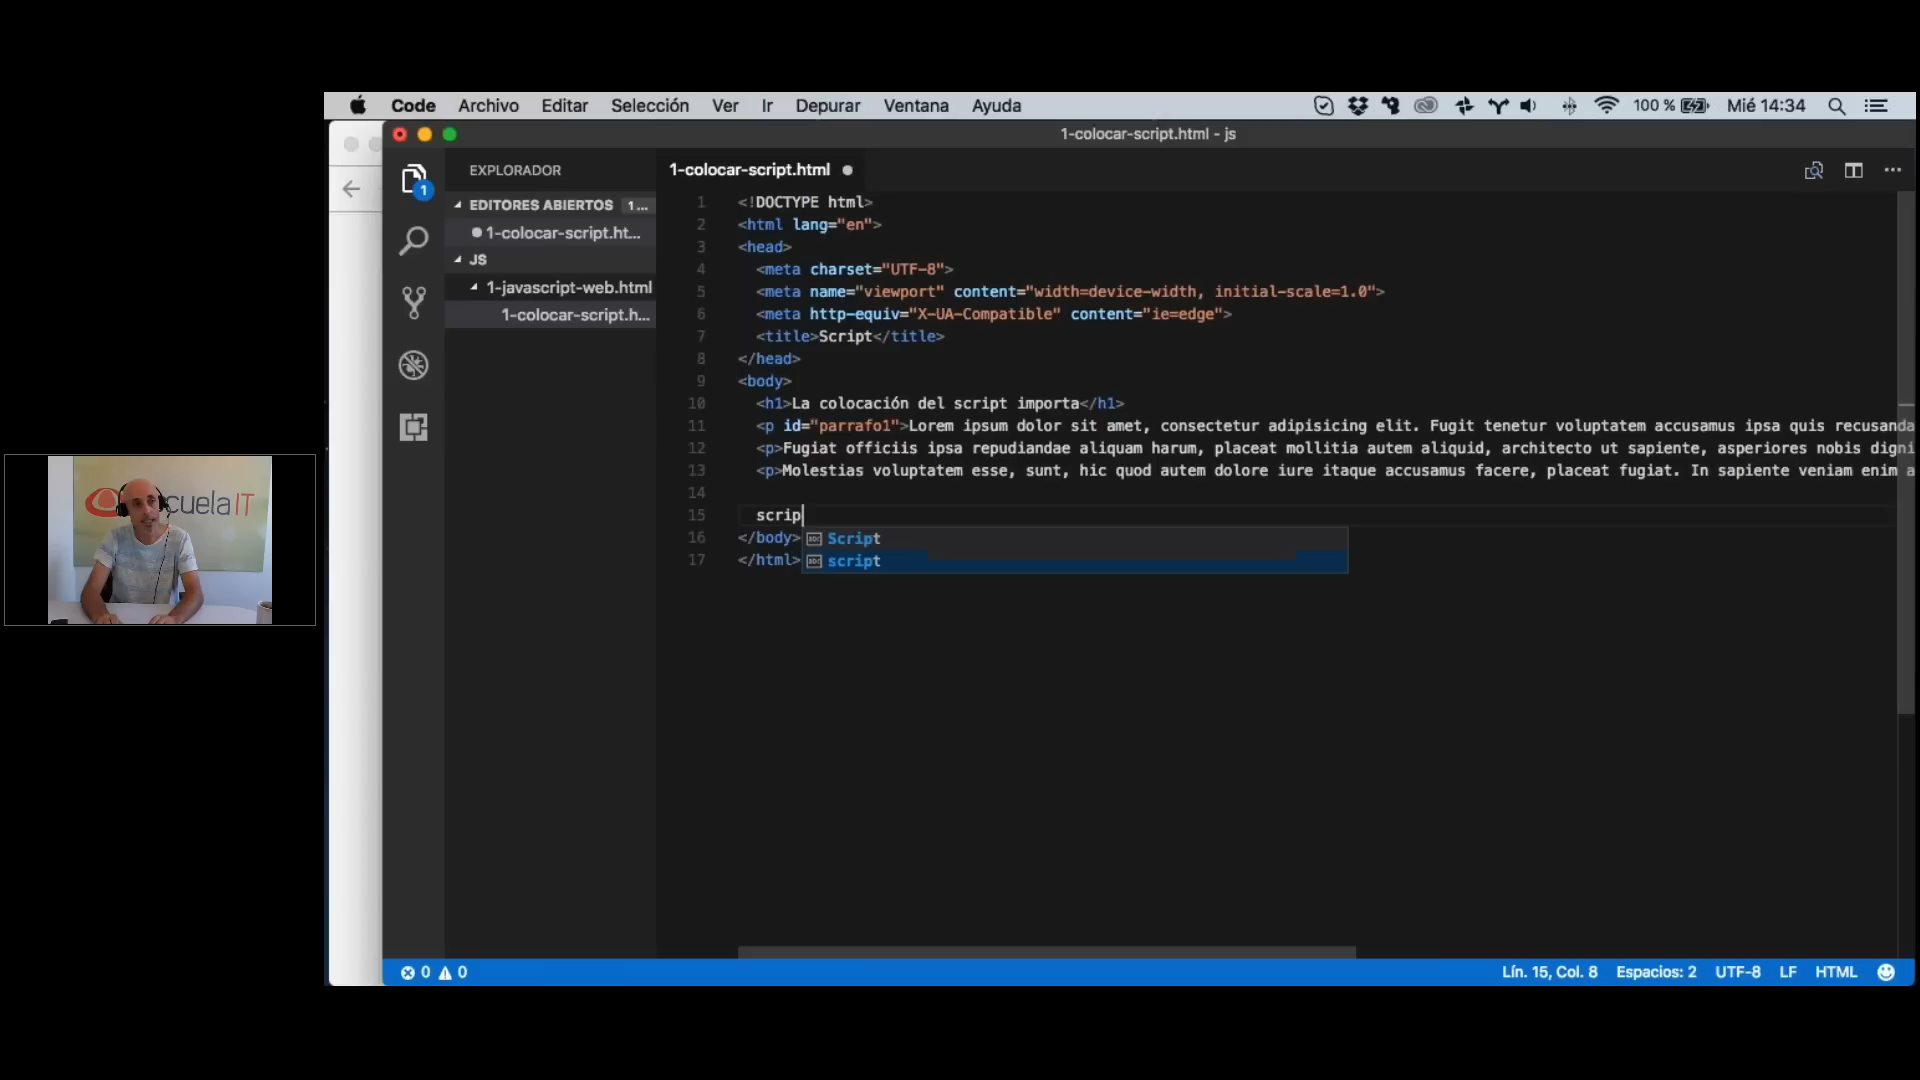 Code Archivo Editar Selección Ver Ir Depurar Ventana Ayuda 100 % Mié 14:34
1-colocar-script.html - js
EXPLORADOR
EDITORES ABIERTOS 1...
1-colocar-script.ht...
JS
1-javascript-web.html
1-colocar-script.h...
1
1-colocar-script.html
1 <!DOCTYPE html>
2 <html lang="en">
3 <head>
4 <meta charset="UTF-8">
5 <meta name="viewport" content="width=device-width, initial-scale=1.0">
6 <meta http-equiv="X-UA-Compatible" content="ie=edge">
7 <title>Script</title>
8 </head>
9 <body>
10 <h1>La colocación del script importa</h1>
11 <p id="parrafo1">Lorem ipsum dolor sit amet, consectetur adipisicing elit. Fugit tenetur voluptatem accusamus ipsa quis recusanda
12 <p>Fugiat officiis ipsa repudiandae aliquam harum, placeat mollitia autem aliquid, architecto ut sapiente, asperiores nobis digni
13 <p>Molestias voluptatem esse, sunt, hic quod autem dolore iure itaque accusamus facere, placeat fugiat. In sapiente veniam enim a
14
15 scrip
16 </body>
17 </html>
abc Script
abc script
cuela IT
0 0
Lín. 15, Col. 8 Espacios: 2 UTF-8 LF HTML